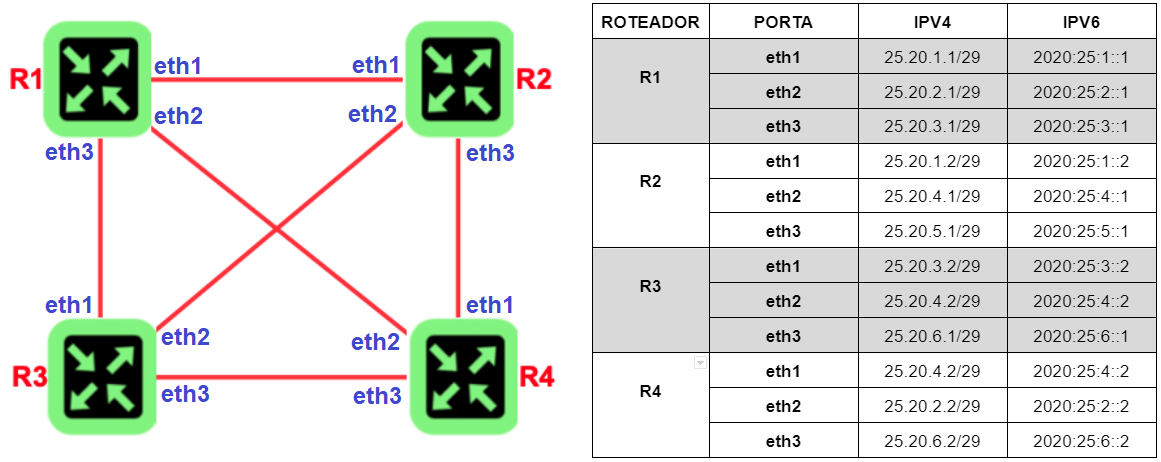 R1
eth1
eth2
eth3
eth1
R2
eth2
eth3
eth1
R3
eth2
eth3
eth1
eth2
R4
eth3
ROTEADOR PORTA IPV4 IPV6
R1
eth1 25.20.1.1/29 2020:25:1::1
eth2 25.20.2.1/29 2020:25:2::1
eth3 25.20.3.1/29 2020:25:3::1
R2
eth1 25.20.1.2/29 2020:25:1::2
eth2 25.20.4.1/29 2020:25:4::1
eth3 25.20.5.1/29 2020:25:5::1
R3
eth1 25.20.3.2/29 2020:25:3::2
eth2 25.20.4.2/29 2020:25:4::2
eth3 25.20.6.1/29 2020:25:6::1
R4
eth1 25.20.4.2/29 2020:25:4::2
eth2 25.20.2.2/29 2020:25:2::2
eth3 25.20.6.2/29 2020:25:6::2